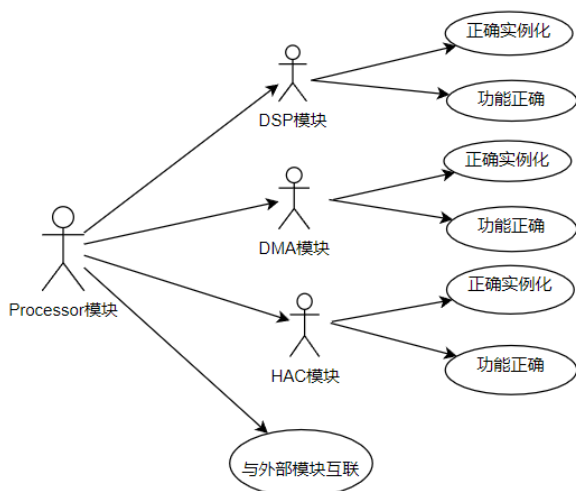 正确实例化
DSP模块
功能正确
正确实例化
DMA模块
功能正确
Processor模块
正确实例化
HAC模块
功能正确
与外部模块互联